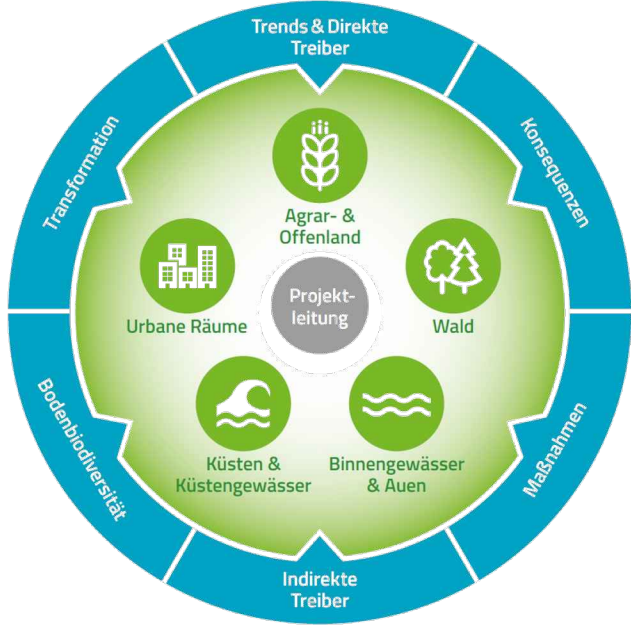 Trends & Direkte
Treiber
Konsequenzen
Maßnahmen
Indirekte
Treiber
Bodenbiodiversität
Transformation
Agrar- &
Offenland
Wald
Binnengewässer
& Auen
Küsten &
Küstengewässer
Urbane Räume
Projekt-
leitung